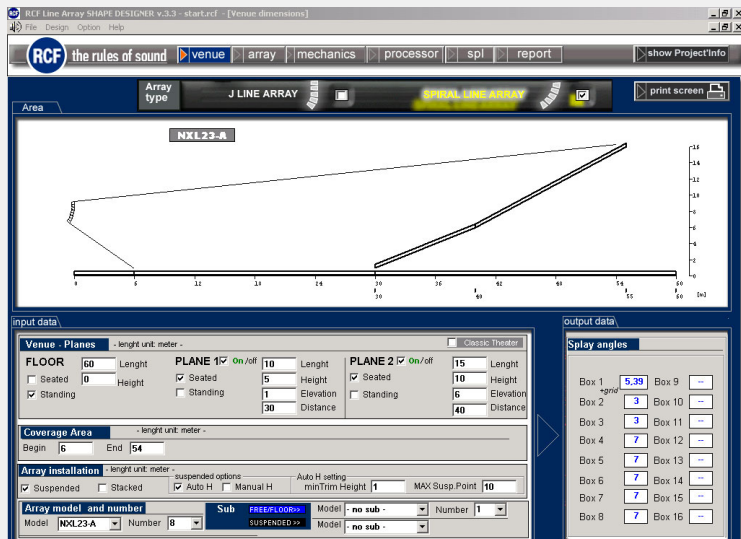 RCF Line Array SHAPE DESIGNER v.3.3 - start.rcf - [Venue dimensions]
File Design Option Help
RCF the rules of sound venue array mechanics processor spl report show Project'Info
Array type J LINE ARRAY SPIRAL LINE ARRAY print screen
Area
NXL23-A
16
14
12
10
8
6
4
2
0
0 6 12 18 24 30 36 42 48 54 60 [m]
30 40 55 60
input data output data
Venue - Planes - lenght unit: meter - Classic Theater
FLOOR 60 Lenght PLANE 1 On /off 10 Lenght PLANE 2 On/off 15 Lenght
Seated 0 Height Seated 5 Height Seated 10 Height
Standing Standing 1 Elevation Standing 6 Elevation
30 Distance 40 Distance
Coverage Area - lenght unit: meter -
Begin 6 End 54
Array installation - lenght unit: meter - suspended options Auto H setting
Suspended Stacked Auto H Manual H minTrim Height 1 MAX Susp.Point 10
Array model and number Sub FREE/FLOOR>> Model - no sub - Number 1
Model NXL23-A Number 8 SUSPENDED >> Model - no sub -
Splay angles
Box 1 +grid 5,39 Box 9 --
Box 2 3 Box 10 --
Box 3 3 Box 11 --
Box 4 7 Box 12 --
Box 5 7 Box 13 --
Box 6 7 Box 14 --
Box 7 7 Box 15 --
Box 8 7 Box 16 --